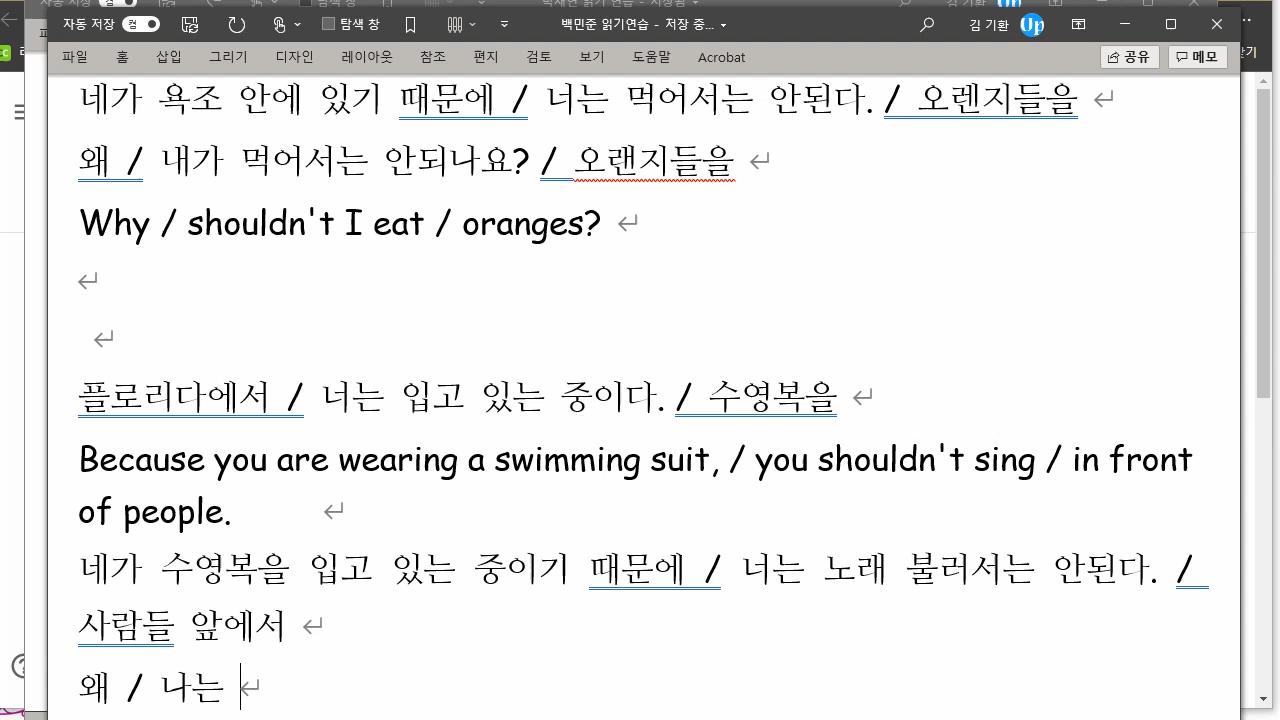 자동 저장 컴 탐색 창 백민준 읽기연습 - 저장 중... 김 기환 Up
파일 홈 삽입 그리기 디자인 레이아웃 참조 편지 검토 보기 도움말 Acrobat 공유 메모
네가 욕조 안에 있기 때문에 / 너는 먹어서는 안된다. / 오렌지들을
왜 / 내가 먹어서는 안되나요? / 오랜지들을
Why / shouldn't I eat / oranges?
플로리다에서 / 너는 입고 있는 중이다. / 수영복을
Because you are wearing a swimming suit, / you shouldn't sing / in front
of people.
네가 수영복을 입고 있는 중이기 때문에 / 너는 노래 불러서는 안된다. /
사람들 앞에서
왜 / 나는